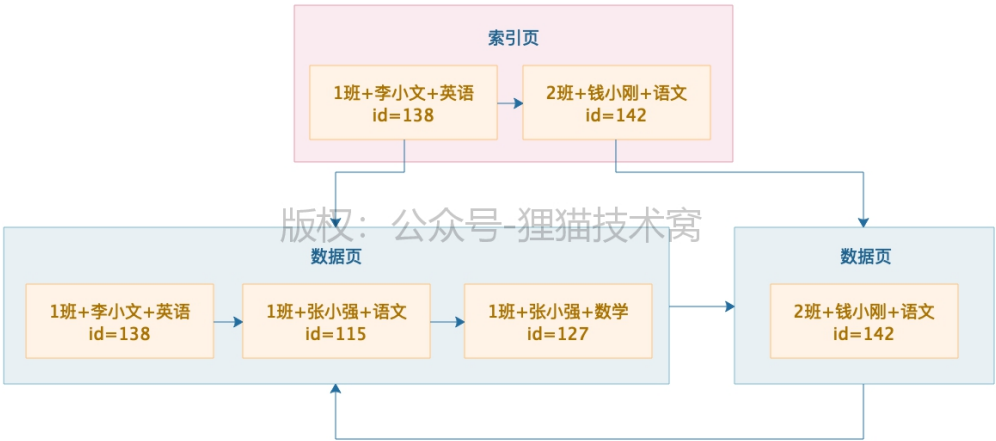 索引页
1班+李小文+英语
id=138
2班+钱小刚+语文
id=142
版权：公众号-狸猫技术窝
数据页
1班+李小文+英语
id=138
1班+张小强+语文
id=115
1班+张小强+数学
id=127
数据页
2班+钱小刚+语文
id=142